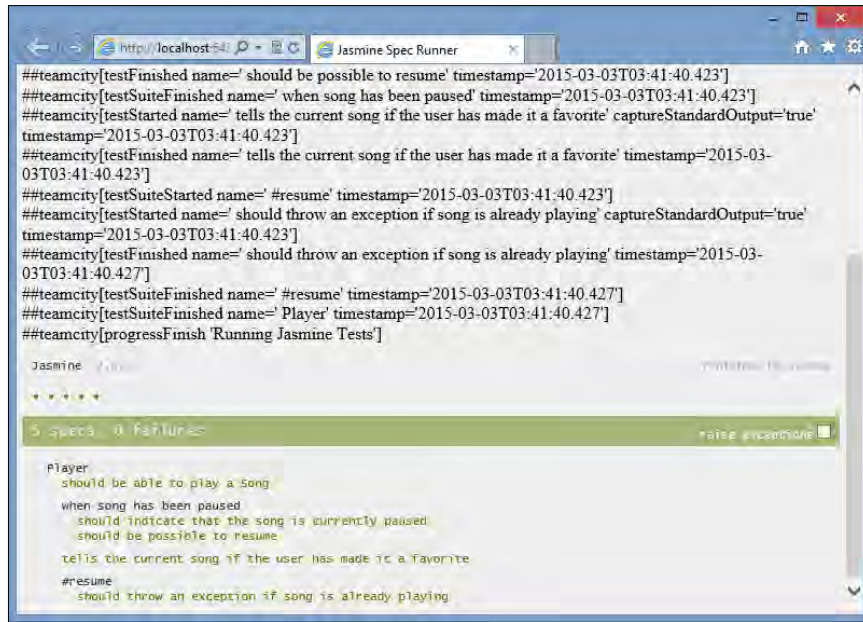 http://localhost:54
Jasmine Spec Runner
##teamcity[testFinished name=' should be possible to resume' timestamp='2015-03-03T03:41:40.423']
##teamcity[testSuiteFinished name=' when song has been paused' timestamp='2015-03-03T03:41:40.423']
##teamcity[testStarted name=' tells the current song if the user has made it a favorite' captureStandardOutput='true'
timestamp='2015-03-03T03:41:40.423']
##teamcity[testFinished name=' tells the current song if the user has made it a favorite' timestamp='2015-03-
03T03:41:40.423']
##teamcity[testSuiteStarted name=' #resume' timestamp='2015-03-03T03:41:40.423']
##teamcity[testStarted name=' should throw an exception if song is already playing' captureStandardOutput='true'
timestamp='2015-03-03T03:41:40.423']
##teamcity[testFinished name=' should throw an exception if song is already playing' timestamp='2015-03-
03T03:41:40.427']
##teamcity[testSuiteFinished name=' #resume' timestamp='2015-03-03T03:41:40.427']
##teamcity[testSuiteFinished name=' Player' timestamp='2015-03-03T03:41:40.427']
##teamcity[progressFinish 'Running Jasmine Tests']
Jasmine
5 specs, 0 failures
raise exceptions
Player
should be able to play a Song
when song has been paused
should indicate that the song is currently paused
should be possible to resume
tells the current song if the user has made it a favorite
#resume
should throw an exception if song is already playing